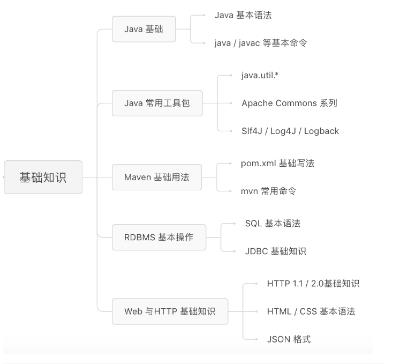 基础知识
Java 基础
Java 基本语法
java / javac 等基本命令
Java 常用工具包
java.util.*
Apache Commons 系列
Slf4J / Log4J / Logback
Maven 基础用法
pom.xml 基础写法
mvn 常用命令
RDBMS 基本操作
SQL 基本语法
JDBC 基础知识
Web 与HTTP 基础知识
HTTP 1.1 / 2.0基础知识
HTML / CSS 基本语法
JSON 格式